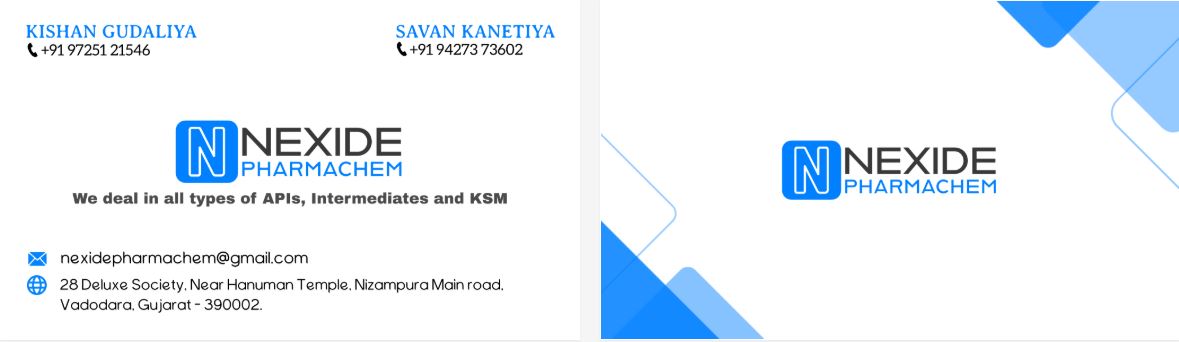 KISHAN GUDALIYA
+91 97251 21546
SAVAN KANETIYA
+91 94273 73602
N NEXIDE
PHARMACHEM
We deal in all types of APIs, Intermediates and KSM
nexidepharmachem@gmail.com
28 Deluxe Society, Near Hanuman Temple, Nizampura Main road,
Vadodara, Gujarat - 390002.
N NEXIDE
PHARMACHEM